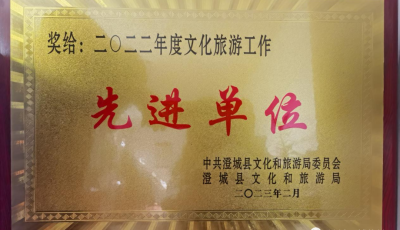 奖给：二〇二二年度文化旅游工作
先进单位
中共澄城县文化和旅游局委员会
澄城县文化和旅游局
二〇二三年二月